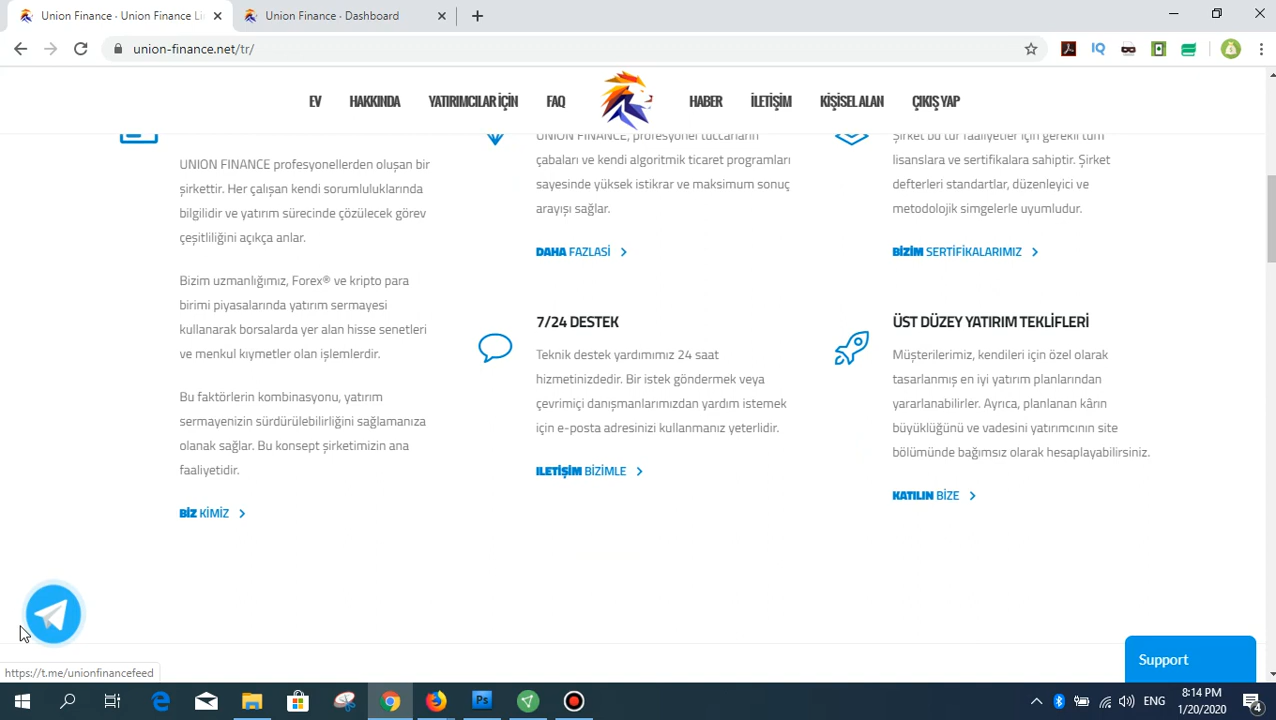 Union Finance - Union Finance Li
Union Finance - Dashboard
union-finance.net/tr/
EV
HAKKINDA
YATIRIMCILAR İÇİN
FAQ
HABER
İLETİŞİM
KİŞİSEL ALAN
ÇIKIŞ YAP
UNION FINANCE profesyonellerden oluşan bir
şirkettir. Her çalışan kendi sorumluluklarında
bilgilidir ve yatırım sürecinde çözülecek görev
çeşitliliğini açıkça anlar.
Bizim uzmanlığımız, Forex® ve kripto para
birimi piyasalarında yatırım sermayesi
kullanarak borsalarda yer alan hisse senetleri
ve menkul kıymetler olan işlemlerdir.
Bu faktörlerin kombinasyonu, yatırım
sermayenizin sürdürülebilirliğini sağlamanıza
olanak sağlar. Bu konsept şirketimizin ana
faaliyetidir.
BİZ KİMİZ
UNION FINANCE, profesyonel tüccarların
çabaları ve kendi algoritmik ticaret programları
sayesinde yüksek istikrar ve maksimum sonuç
arayışı sağlar.
DAHA FAZLASİ
7/24 DESTEK
Teknik destek yardımımız 24 saat
hizmetinizdedir. Bir istek göndermek veya
çevrimiçi danışmanlarımızdan yardım istemek
için e-posta adresinizi kullanmanız yeterlidir.
ILETİŞİM BİZİMLE
Şirket bu tür faaliyetler için gerekli tüm
lisanslara ve sertifikalara sahiptir. Şirket
defterleri standartlar, düzenleyici ve
metodolojik simgelerle uyumludur.
BİZİM SERTİFİKALARIMIZ
ÜST DÜZEY YATIRIM TEKLİFLERİ
Müşterilerimiz, kendileri için özel olarak
tasarlanmış en iyi yatırım planlarından
yararlanabilirler. Ayrıca, planlanan kârın
büyüklüğünü ve vadesini yatırımcının site
bölümünde bağımsız olarak hesaplayabilirsiniz.
KATILIN BİZE
Support
https://t.me/unionfinancefeed
IQ
Ps
ENG
8:14 PM
1/20/2020
4